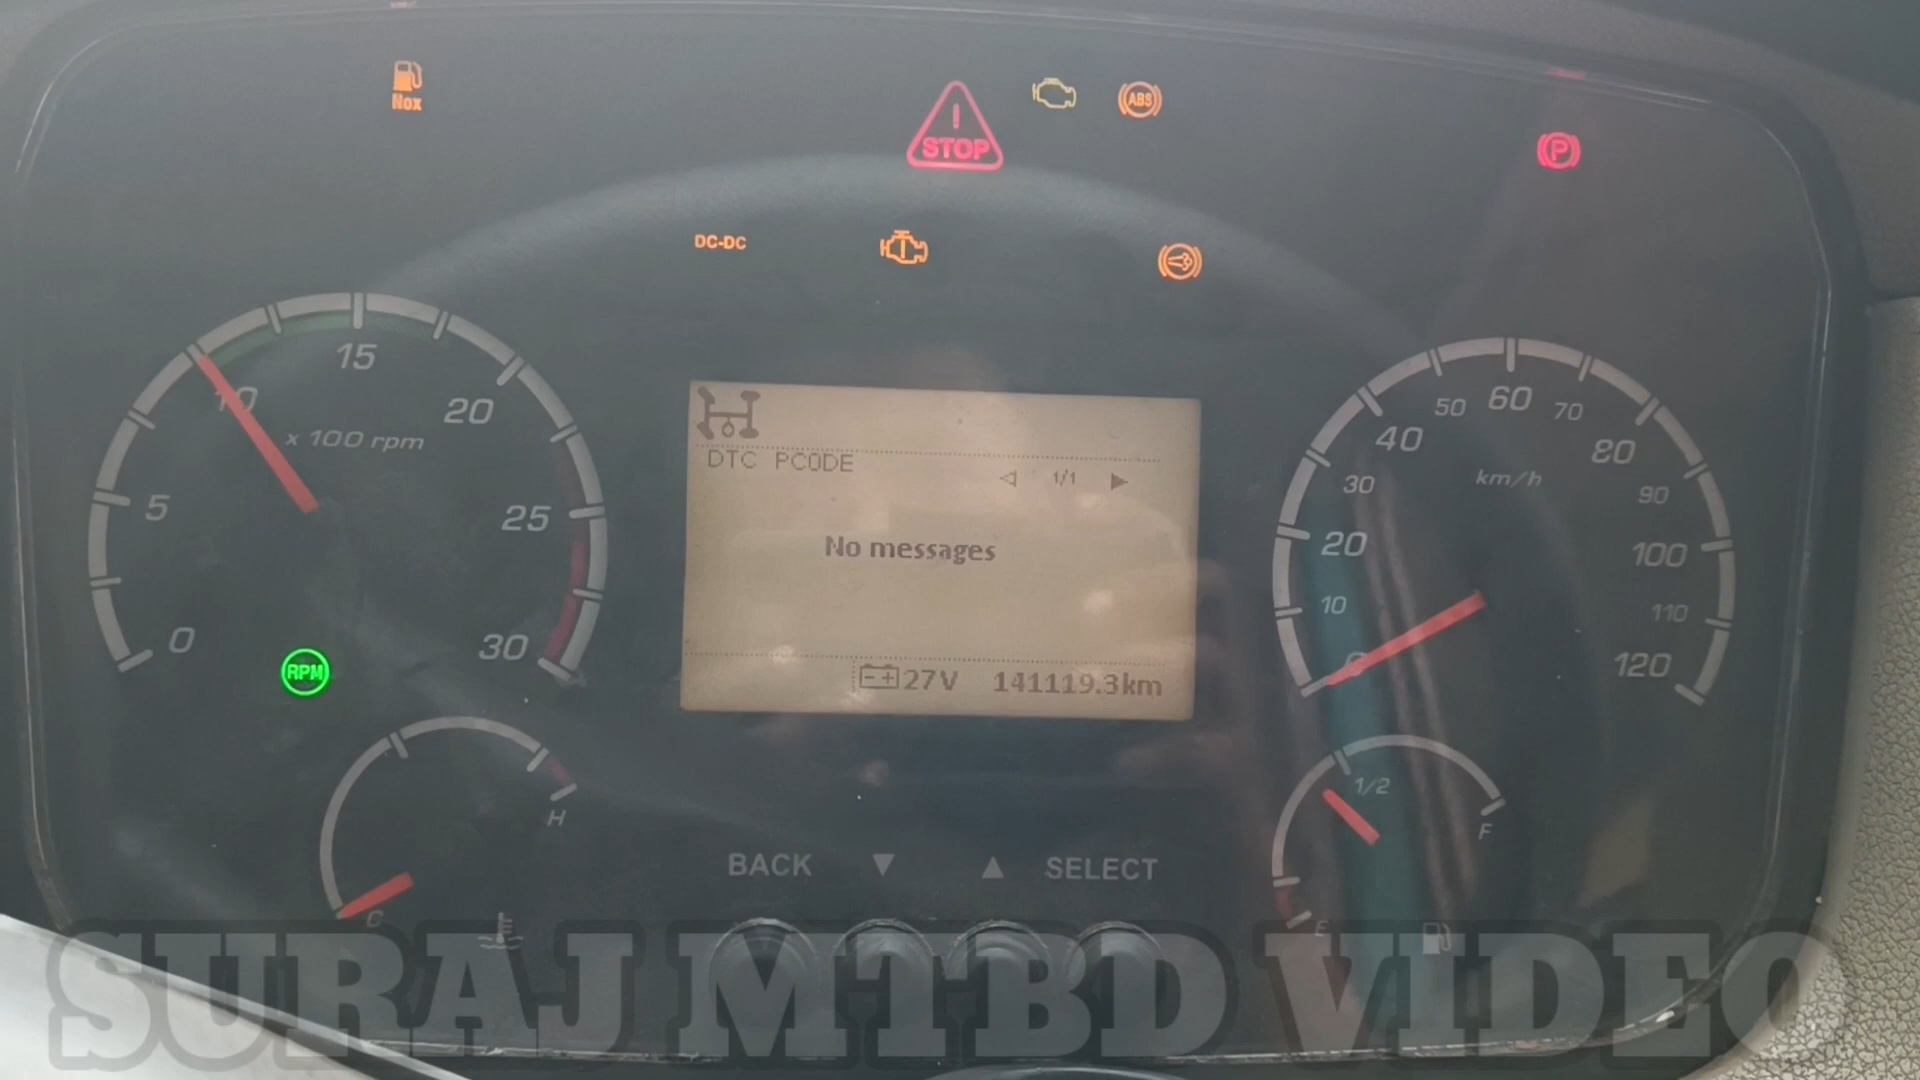 Nox
!
STOP
ABS
P
DC-DC
!
0
5
10
15
20
25
30
x 100 rpm
RPM
DTC PCODE
1/1
No messages
27V 141119.3km
0
10
20
30
40
50
60
70
80
90
100
110
120
km/h
C
H
E
1/2
F
BACK ▼ ▲ SELECT
SURAJ MTBD VIDEO